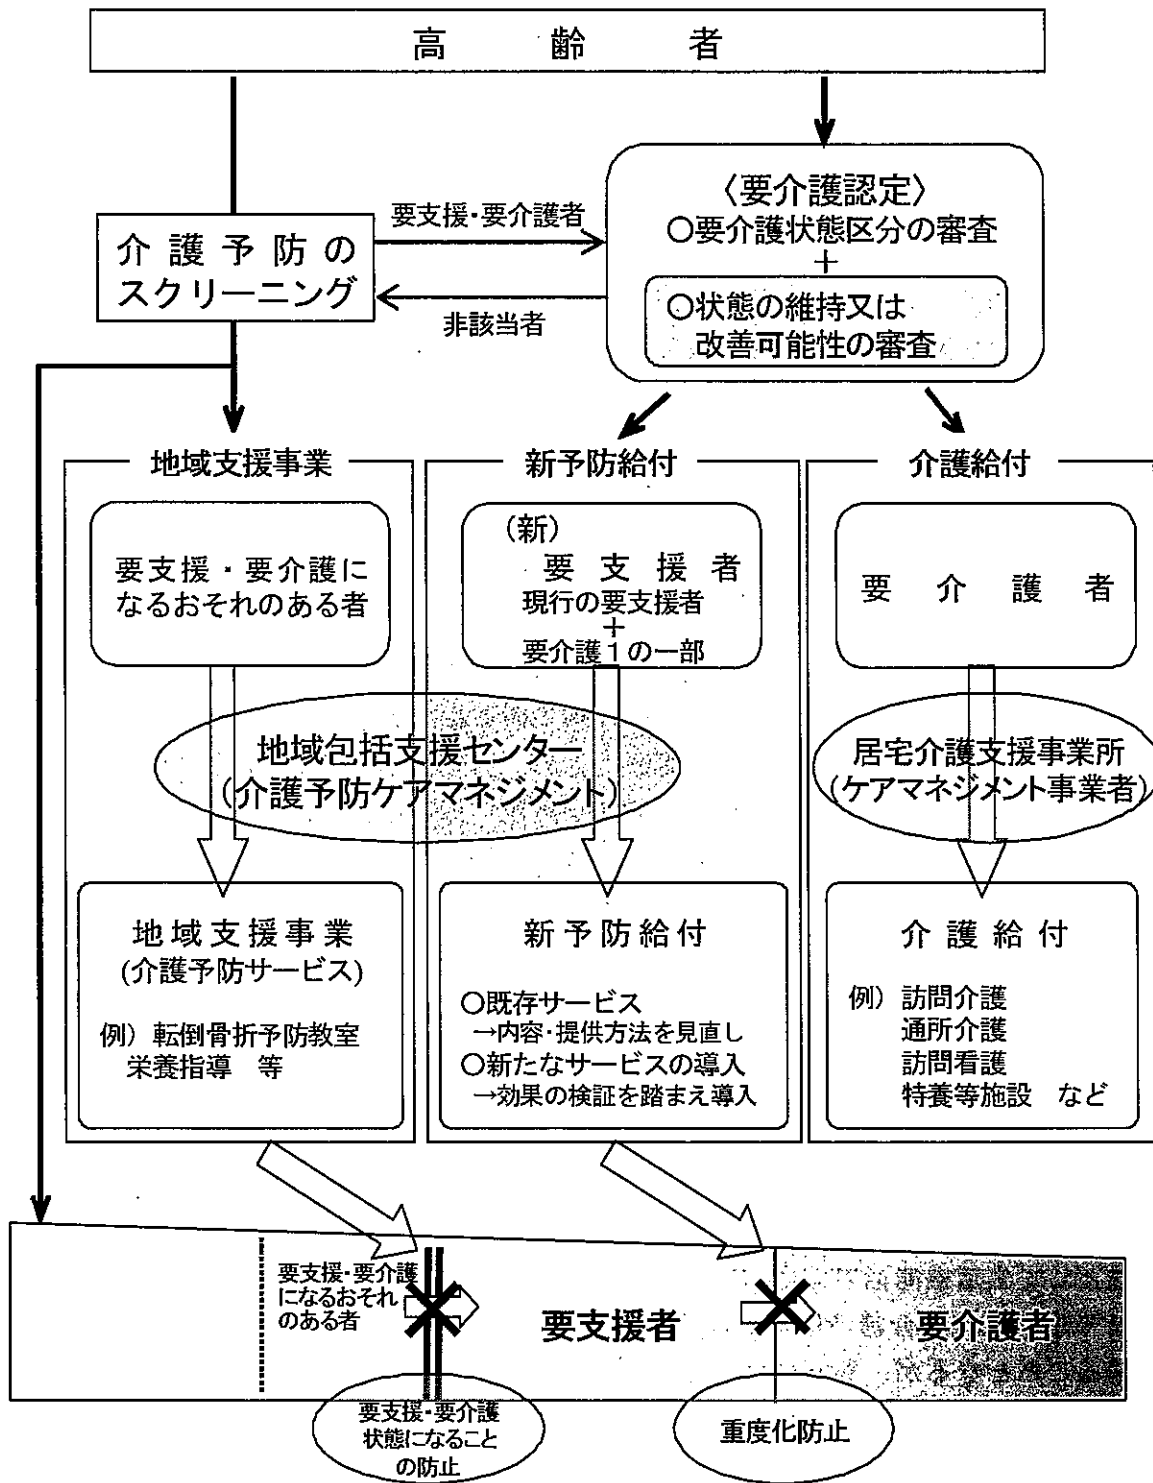 高齢者
〈要介護認定〉
○要介護状態区分の審査
＋
○状態の維持又は
改善可能性の審査
要支援・要介護者
介護予防の
スクリーニング
非該当者
地域支援事業
要支援・要介護に
なるおそれのある者
新予防給付
(新)
要支援者
現行の要支援者
＋
要介護１の一部
介護給付
要介護者
地域包括支援センター
(介護予防ケアマネジメント)
居宅介護支援事業所
(ケアマネジメント事業者)
地域支援事業
(介護予防サービス)
例）転倒骨折予防教室
栄養指導 等
新予防給付
○既存サービス
→内容・提供方法を見直し
○新たなサービスの導入
→効果の検証を踏まえ導入
介護給付
例）訪問介護
通所介護
訪問看護
特養等施設 など
要支援・要介護
になるおそれ
のある者
要支援者
要介護者
要支援・要介護
状態になること
の防止
重度化防止